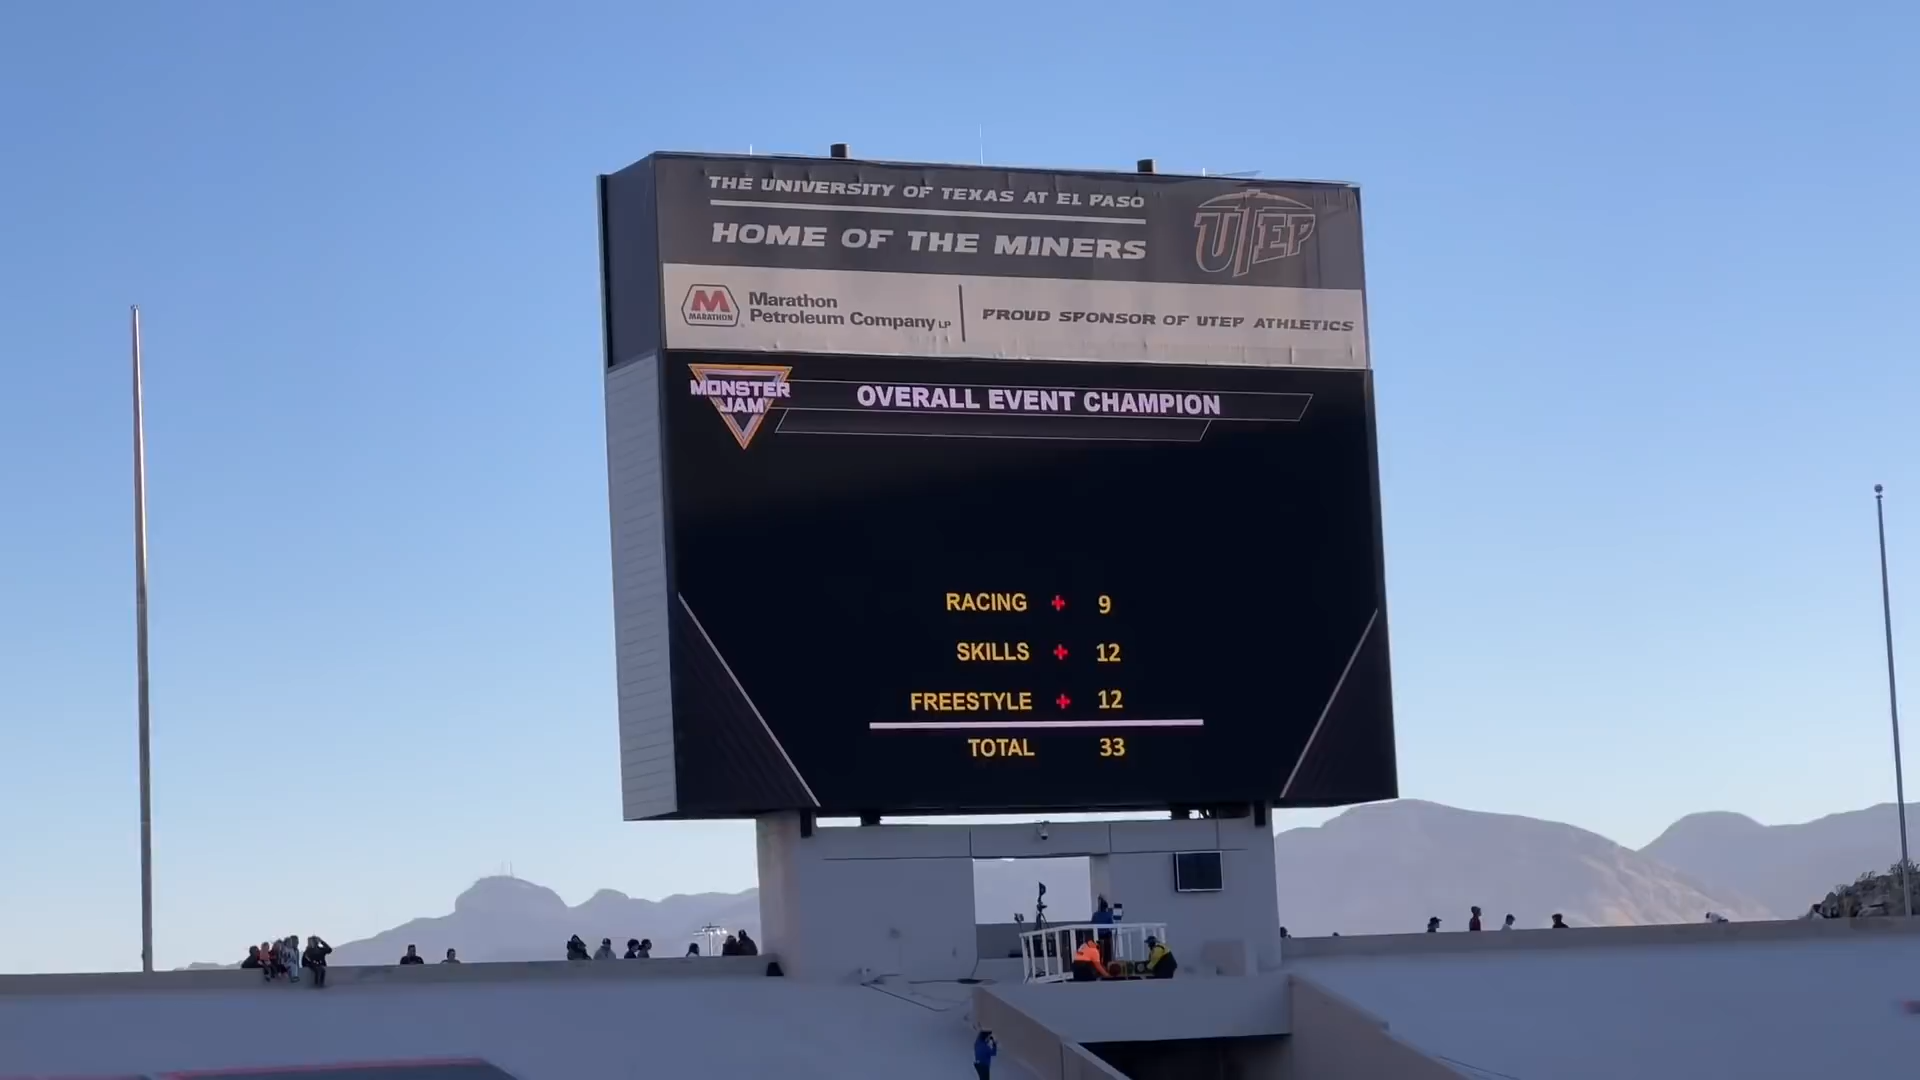 THE UNIVERSITY OF TEXAS AT EL PASO
HOME OF THE MINERS
UTEP
M
MARATHON
Marathon
Petroleum Company LP
PROUD SPONSOR OF UTEP ATHLETICS
MONSTER
JAM
OVERALL EVENT CHAMPION
RACING + 9
SKILLS + 12
FREESTYLE + 12
TOTAL 33